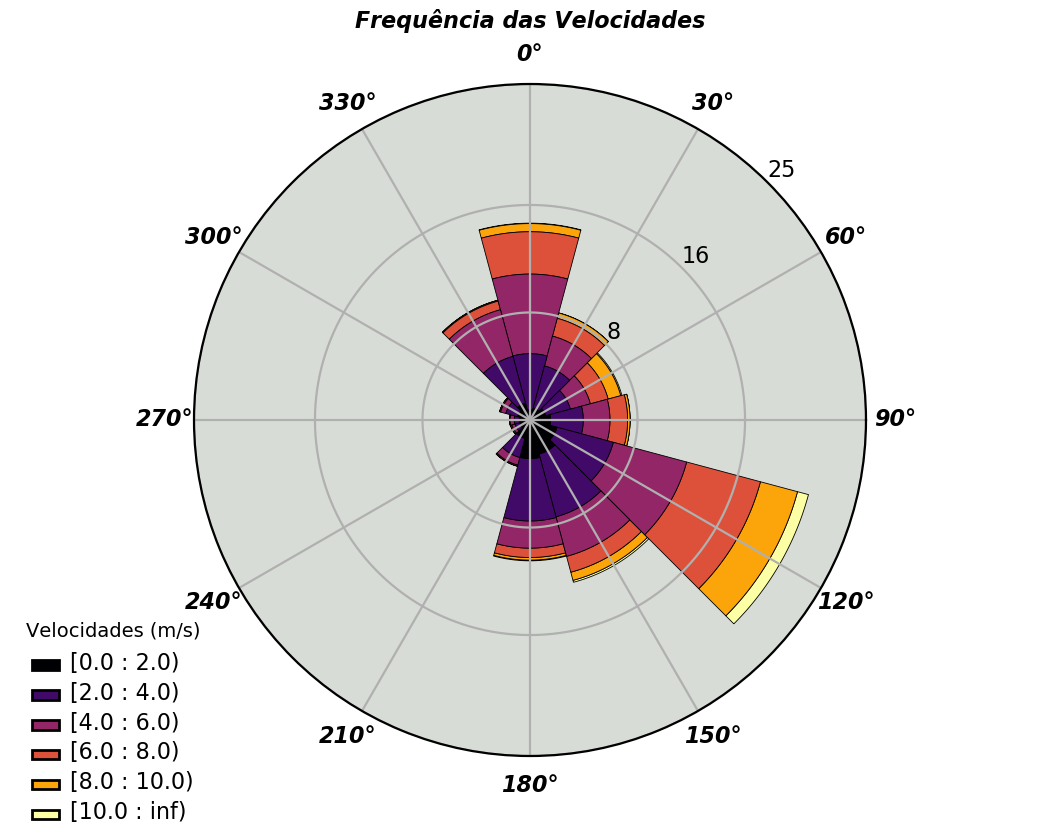 Frequência das Velocidades
0°
330°
30°
25
300°
60°
16
8
270°
90°
240°
120°
210°
150°
180°
Velocidades (m/s)
[0.0 : 2.0)
[2.0 : 4.0)
[4.0 : 6.0)
[6.0 : 8.0)
[8.0 : 10.0)
[10.0 : inf)